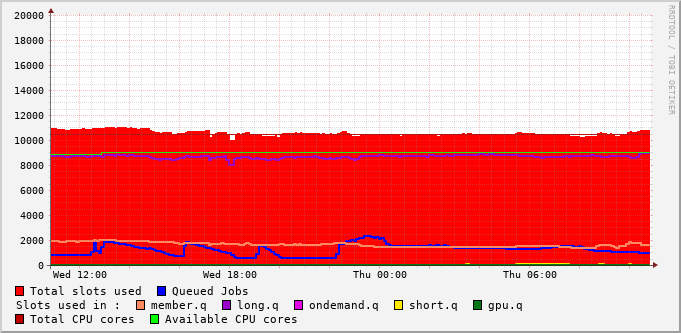 20000
18000
16000
14000
12000
10000
8000
6000
4000
2000
0
Wed 12:00 Wed 18:00 Thu 00:00 Thu 06:00
Total slots used Queued Jobs
Slots used in : member.q long.q ondemand.q short.q gpu.q
Total CPU cores Available CPU cores
RRDTOOL / TOBI OETIKER